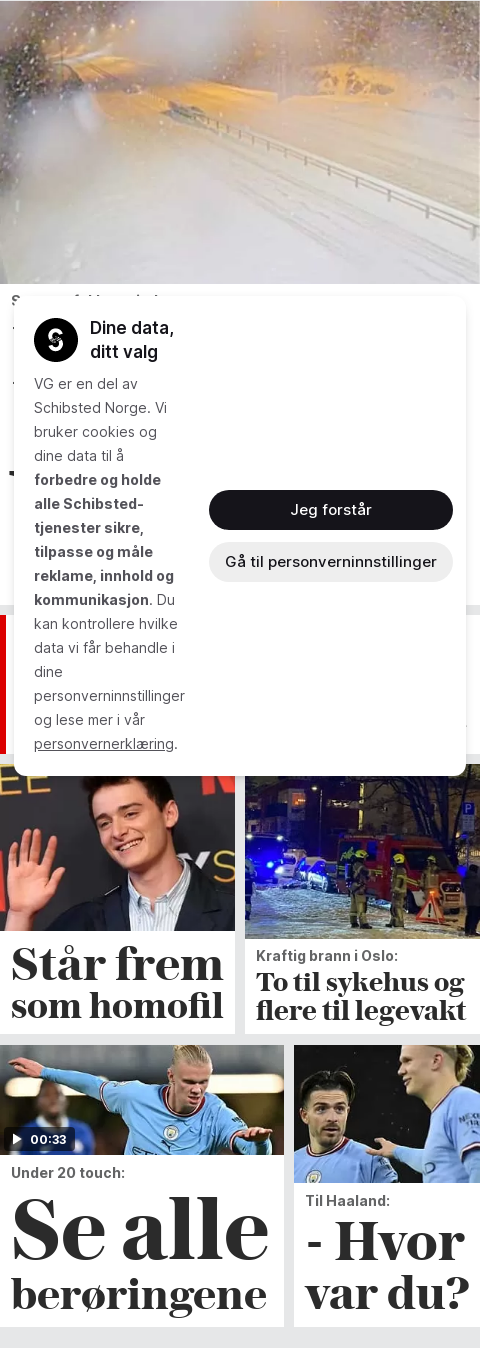 Dine data,
ditt valg
VG er en del av
Schibsted Norge. Vi
bruker cookies og
dine data til å
forbedre og holde
alle Schibsted-
tjenester sikre,
tilpasse og måle
reklame, innhold og
kommunikasjon. Du
kan kontrollere hvilke
data vi får behandle i
dine
personverninnstillinger
og lese mer i vår
personvernerklæring.
Jeg forstår
Gå til personverninnstillinger
Står frem
som homofil
Kraftig brann i Oslo:
To til sykehus og
flere til legevakt
00:33
Under 20 touch:
Se alle
berøringene
Til Haaland:
- Hvor
var du?